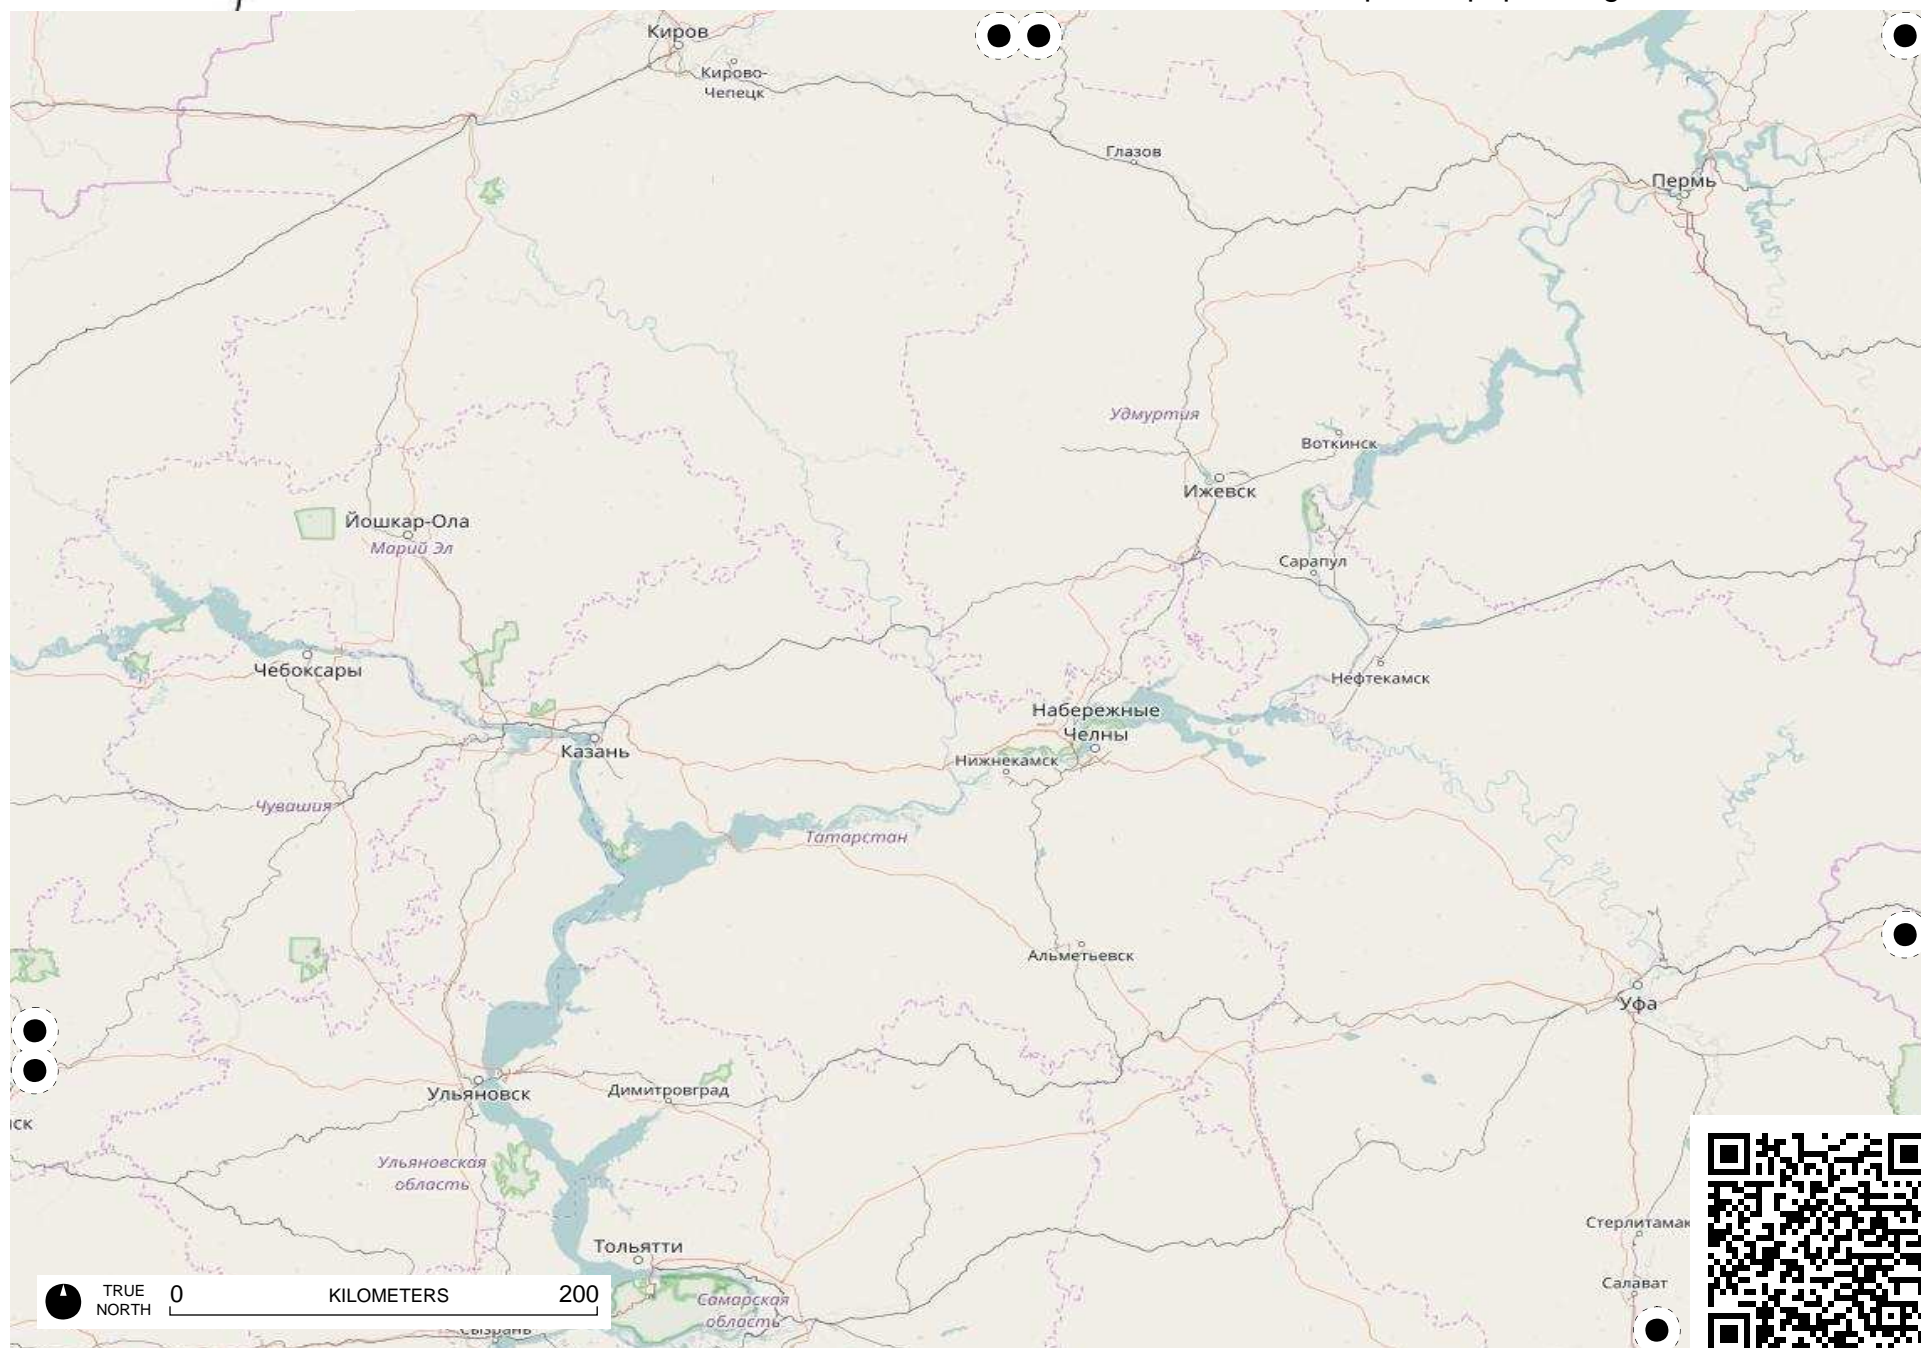 Киров
Кирово-
Чепецк
Глазов
Пермь
Удмуртия
Воткинск
Ижевск
Йошкар-Ола
Марий Эл
Сарапул
Чебоксары
Нефтекамск
Набережные
Челны
Казань
Нижнекамск
Чувашия
Татарстан
Альметьевск
Уфа
Ульяновск
Димитровград
ск
Ульяновская
область
Стерлитамак
Тольятти
Салават
TRUE
NORTH
0 KILOMETERS 200
Самарская
область
Сызрань